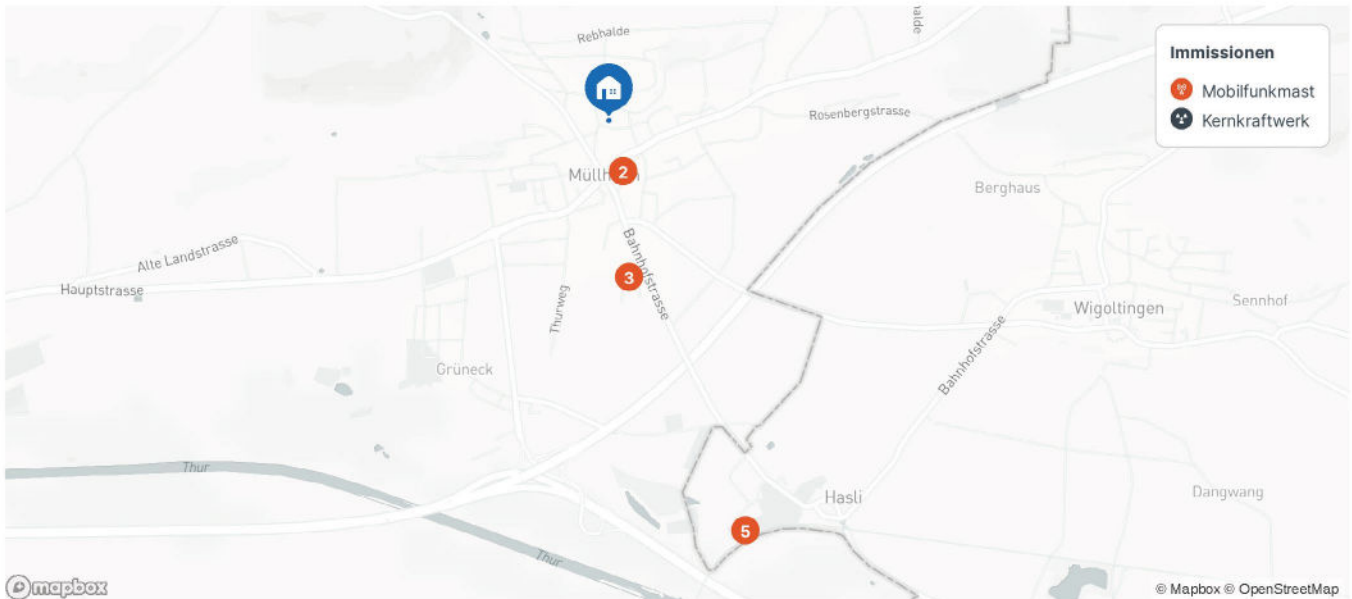 Rebhalde
halde
Immissionen
Mobilfunkmast
Kernkraftwerk
Rosenbergstrasse
2
Berghaus
Bahnhofstrasse
Alte Landstrasse
3
Hauptstrasse
Thurweg
Wigoltingen
Sennhof
Grüneck
Bahnhofstrasse
Thur
Hasli
Dangwang
5
Thur
mapbox
© Mapbox © OpenStreetMap